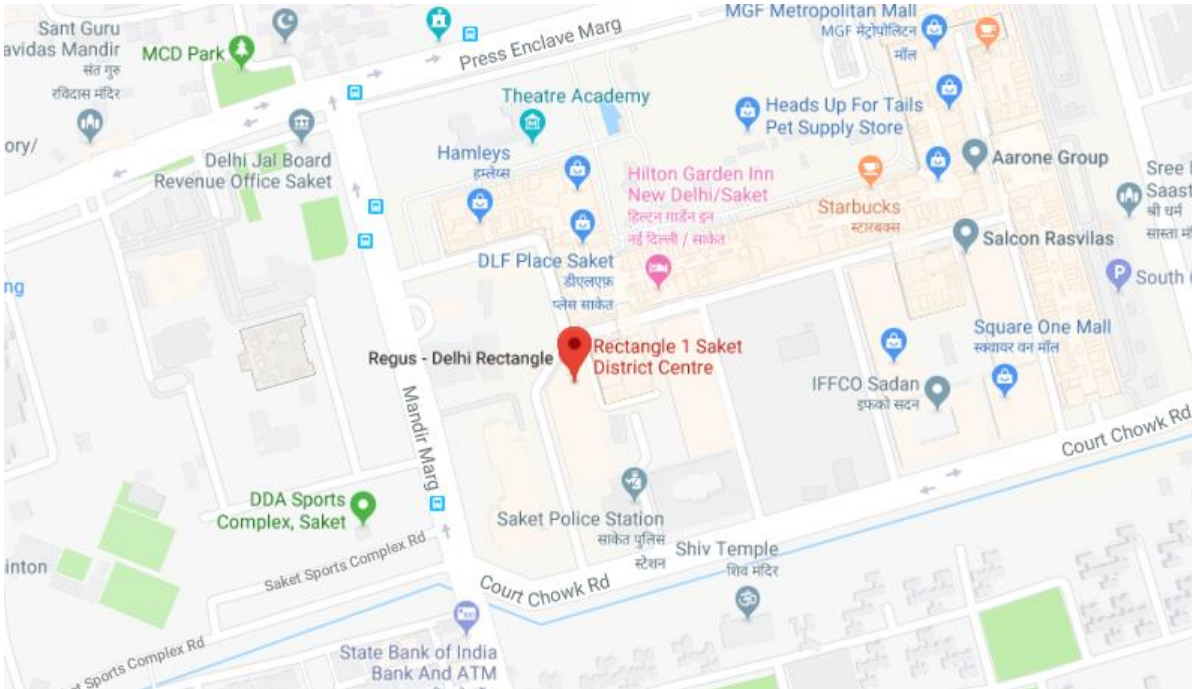 Sant Guru
avidas Mandir
संत गुरु
रविदास मंदिर
MCD Park
Press Enclave Marg
MGF Metropolitan Mall
MGF मेट्रोपोलिटन
मॉल
ory/
Delhi Jal Board
Revenue Office Saket
Theatre Academy
Hamleys
हम्लेय्स
Heads Up For Tails
Pet Supply Store
Aarone Group
Hilton Garden Inn
New Delhi/Saket
हिल्टन गार्डन इन
नई दिल्ली / साकेत
Starbucks
स्टारबक्स
Sree
Saast
श्री धर्म
सास्ता
Salcon Rasvilas
DLF Place Saket
डीएलएफ़
प्लेस साकेत
South
ng
Regus - Delhi Rectangle
Rectangle 1 Saket
District Centre
Square One Mall
स्क्वायर वन मॉल
IFFCO Sadan
इफको सदन
Mandir Marg
Court Chowk Rd
DDA Sports
Complex, Saket
Saket Police Station
साकेत पुलिस
स्टेशन
Saket Sports Complex Rd
Court Chowk Rd
Shiv Temple
शिव मंदिर
inton
State Bank of India
Bank And ATM
et Sports Complex Rd